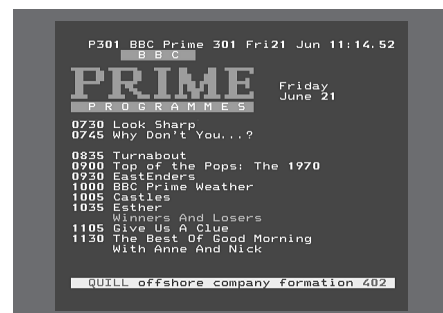 P301 BBC Prime 301 Fri21 Jun 11:14.52
BBC
PRIME
PROGRAMMES
Friday
June 21
0730 Look Sharp
0745 Why Don't You...?
0835 Turnabout
0900 Top of the Pops: The 1970
0930 EastEnders
1000 BBC Prime Weather
1005 Castles
1035 Esther
Winners And Losers
1105 Give Us A Clue
1130 The Best Of Good Morning
With Anne And Nick
QUILL offshore company formation 402